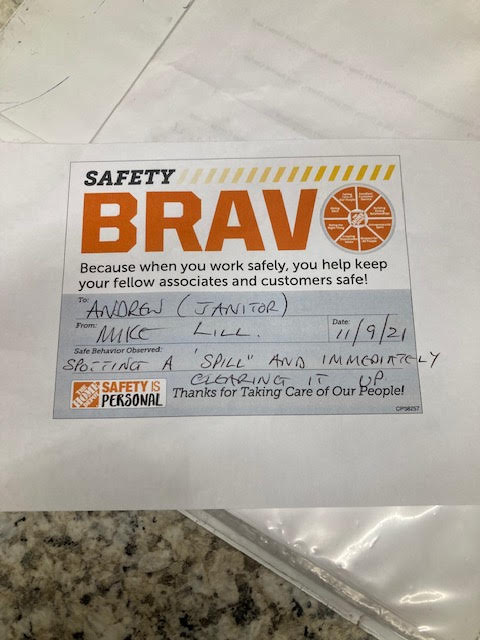 SAFETY
BRAVO
Because when you work safely, you help keep
your fellow associates and customers safe!
To: ANDREW (JANITOR)
From: MIKE LILL. Date: 11/9/21
Safe Behavior Observed:
SPOTTING A "SPILL" AND IMMEDIATELY
CLEARING IT UP
SAFETY IS
PERSONAL
Thanks for Taking Care of Our People!